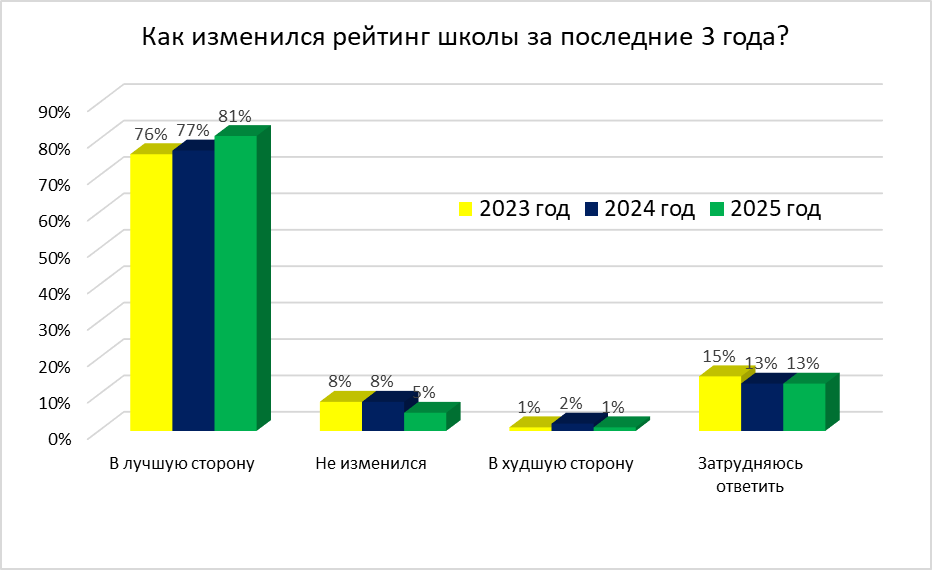 Как изменился рейтинг школы за последние 3 года?
90%
80%
70%
60%
50%
40%
30%
20%
10%
0%
76%
77%
81%
8%
8%
5%
1%
2%
1%
15%
13%
13%
2023 год
2024 год
2025 год
В лучшую сторону
Не изменился
В худшую сторону
Затрудняюсь
ответить